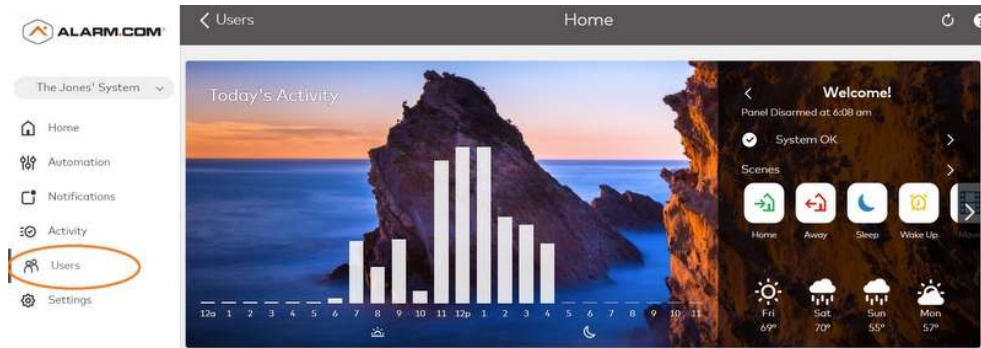 ALARM.COM
The Jones' System
Home
Automation
Notifications
Activity
Users
Settings
Users
Home
Today's Activity
12a 1 2 3 4 5 6 7 8 9 10 11 12p 1 2 3 4 5 6 7 8 9 10 11
Welcome!
Panel Disarmed at 6:08 am
System OK
Scenes
Home Away Sleep Wake Up
Fri Sat Sun Mon
69° 70° 55° 57°